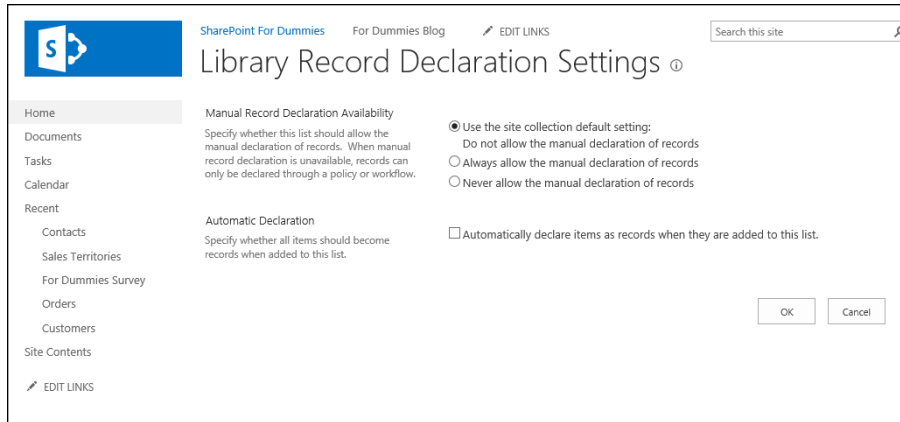 S
SharePoint For Dummies For Dummies Blog EDIT LINKS Search this site
Library Record Declaration Settings
Home
Documents
Tasks
Calendar
Recent
Contacts
Sales Territories
For Dummies Survey
Orders
Customers
Site Contents
EDIT LINKS
Manual Record Declaration Availability
Specify whether this list should allow the
manual declaration of records. When manual
record declaration is unavailable, records can
only be declared through a policy or workflow.
Use the site collection default setting:
Do not allow the manual declaration of records
Always allow the manual declaration of records
Never allow the manual declaration of records
Automatic Declaration
Specify whether all items should become
records when added to this list.
Automatically declare items as records when they are added to this list.
OK Cancel